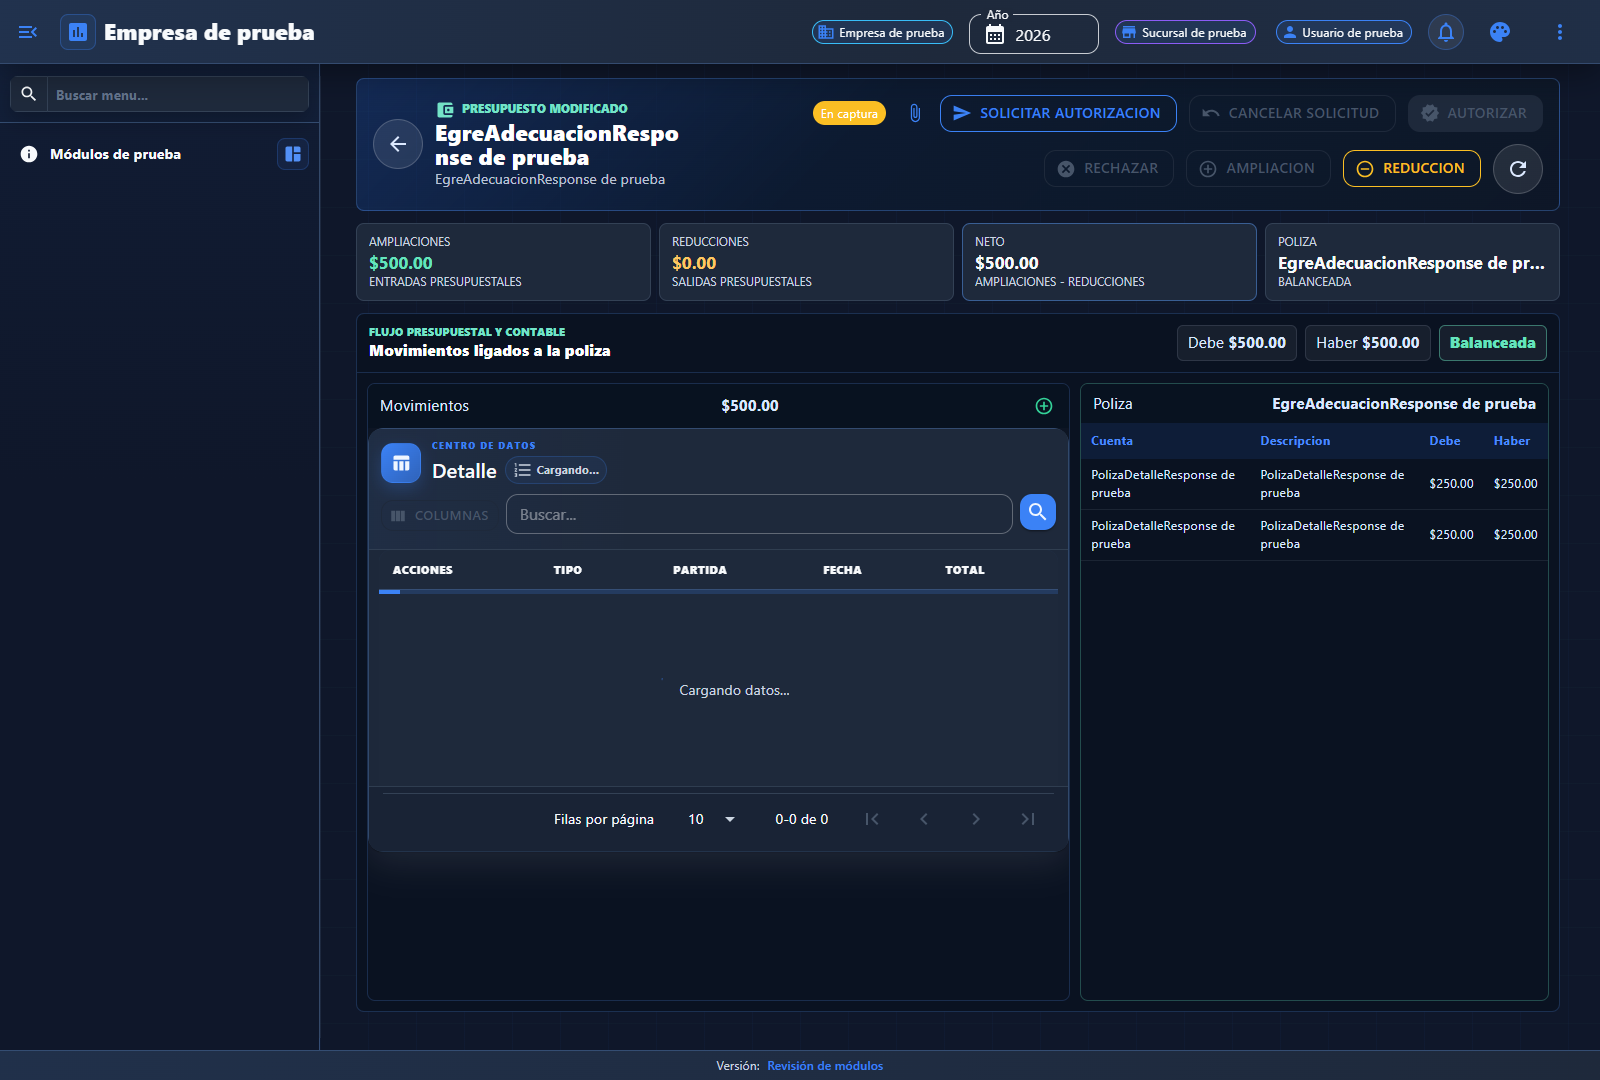 Empresa de prueba
Empresa de prueba
Año
2026
Sucursal de prueba
Usuario de prueba
Buscar menu...
Módulos de prueba
PRESUPUESTO MODIFICADO
EgreAdecuacionRespo
nse de prueba
EgreAdecuacionResponse de prueba
En captura
SOLICITAR AUTORIZACION
CANCELAR SOLICITUD
AUTORIZAR
RECHAZAR
AMPLIACION
REDUCCION
AMPLIACIONES
$500.00
ENTRADAS PRESUPUESTALES
REDUCCIONES
$0.00
SALIDAS PRESUPUESTALES
NETO
$500.00
AMPLIACIONES - REDUCCIONES
POLIZA
EgreAdecuacionResponse de pr...
BALANCEADA
FLUJO PRESUPUESTAL Y CONTABLE
Movimientos ligados a la poliza
Debe $500.00
Haber $500.00
Balanceada
Movimientos
$500.00
CENTRO DE DATOS
Detalle
Cargando...
COLUMNAS
Buscar...
ACCIONES TIPO PARTIDA FECHA TOTAL
Cargando datos...
Filas por página 10 0-0 de 0
Poliza
EgreAdecuacionResponse de prueba
Cuenta Descripcion Debe Haber
PolizaDetalleResponse de prueba PolizaDetalleResponse de prueba $250.00 $250.00
PolizaDetalleResponse de prueba PolizaDetalleResponse de prueba $250.00 $250.00
Versión: Revisión de módulos